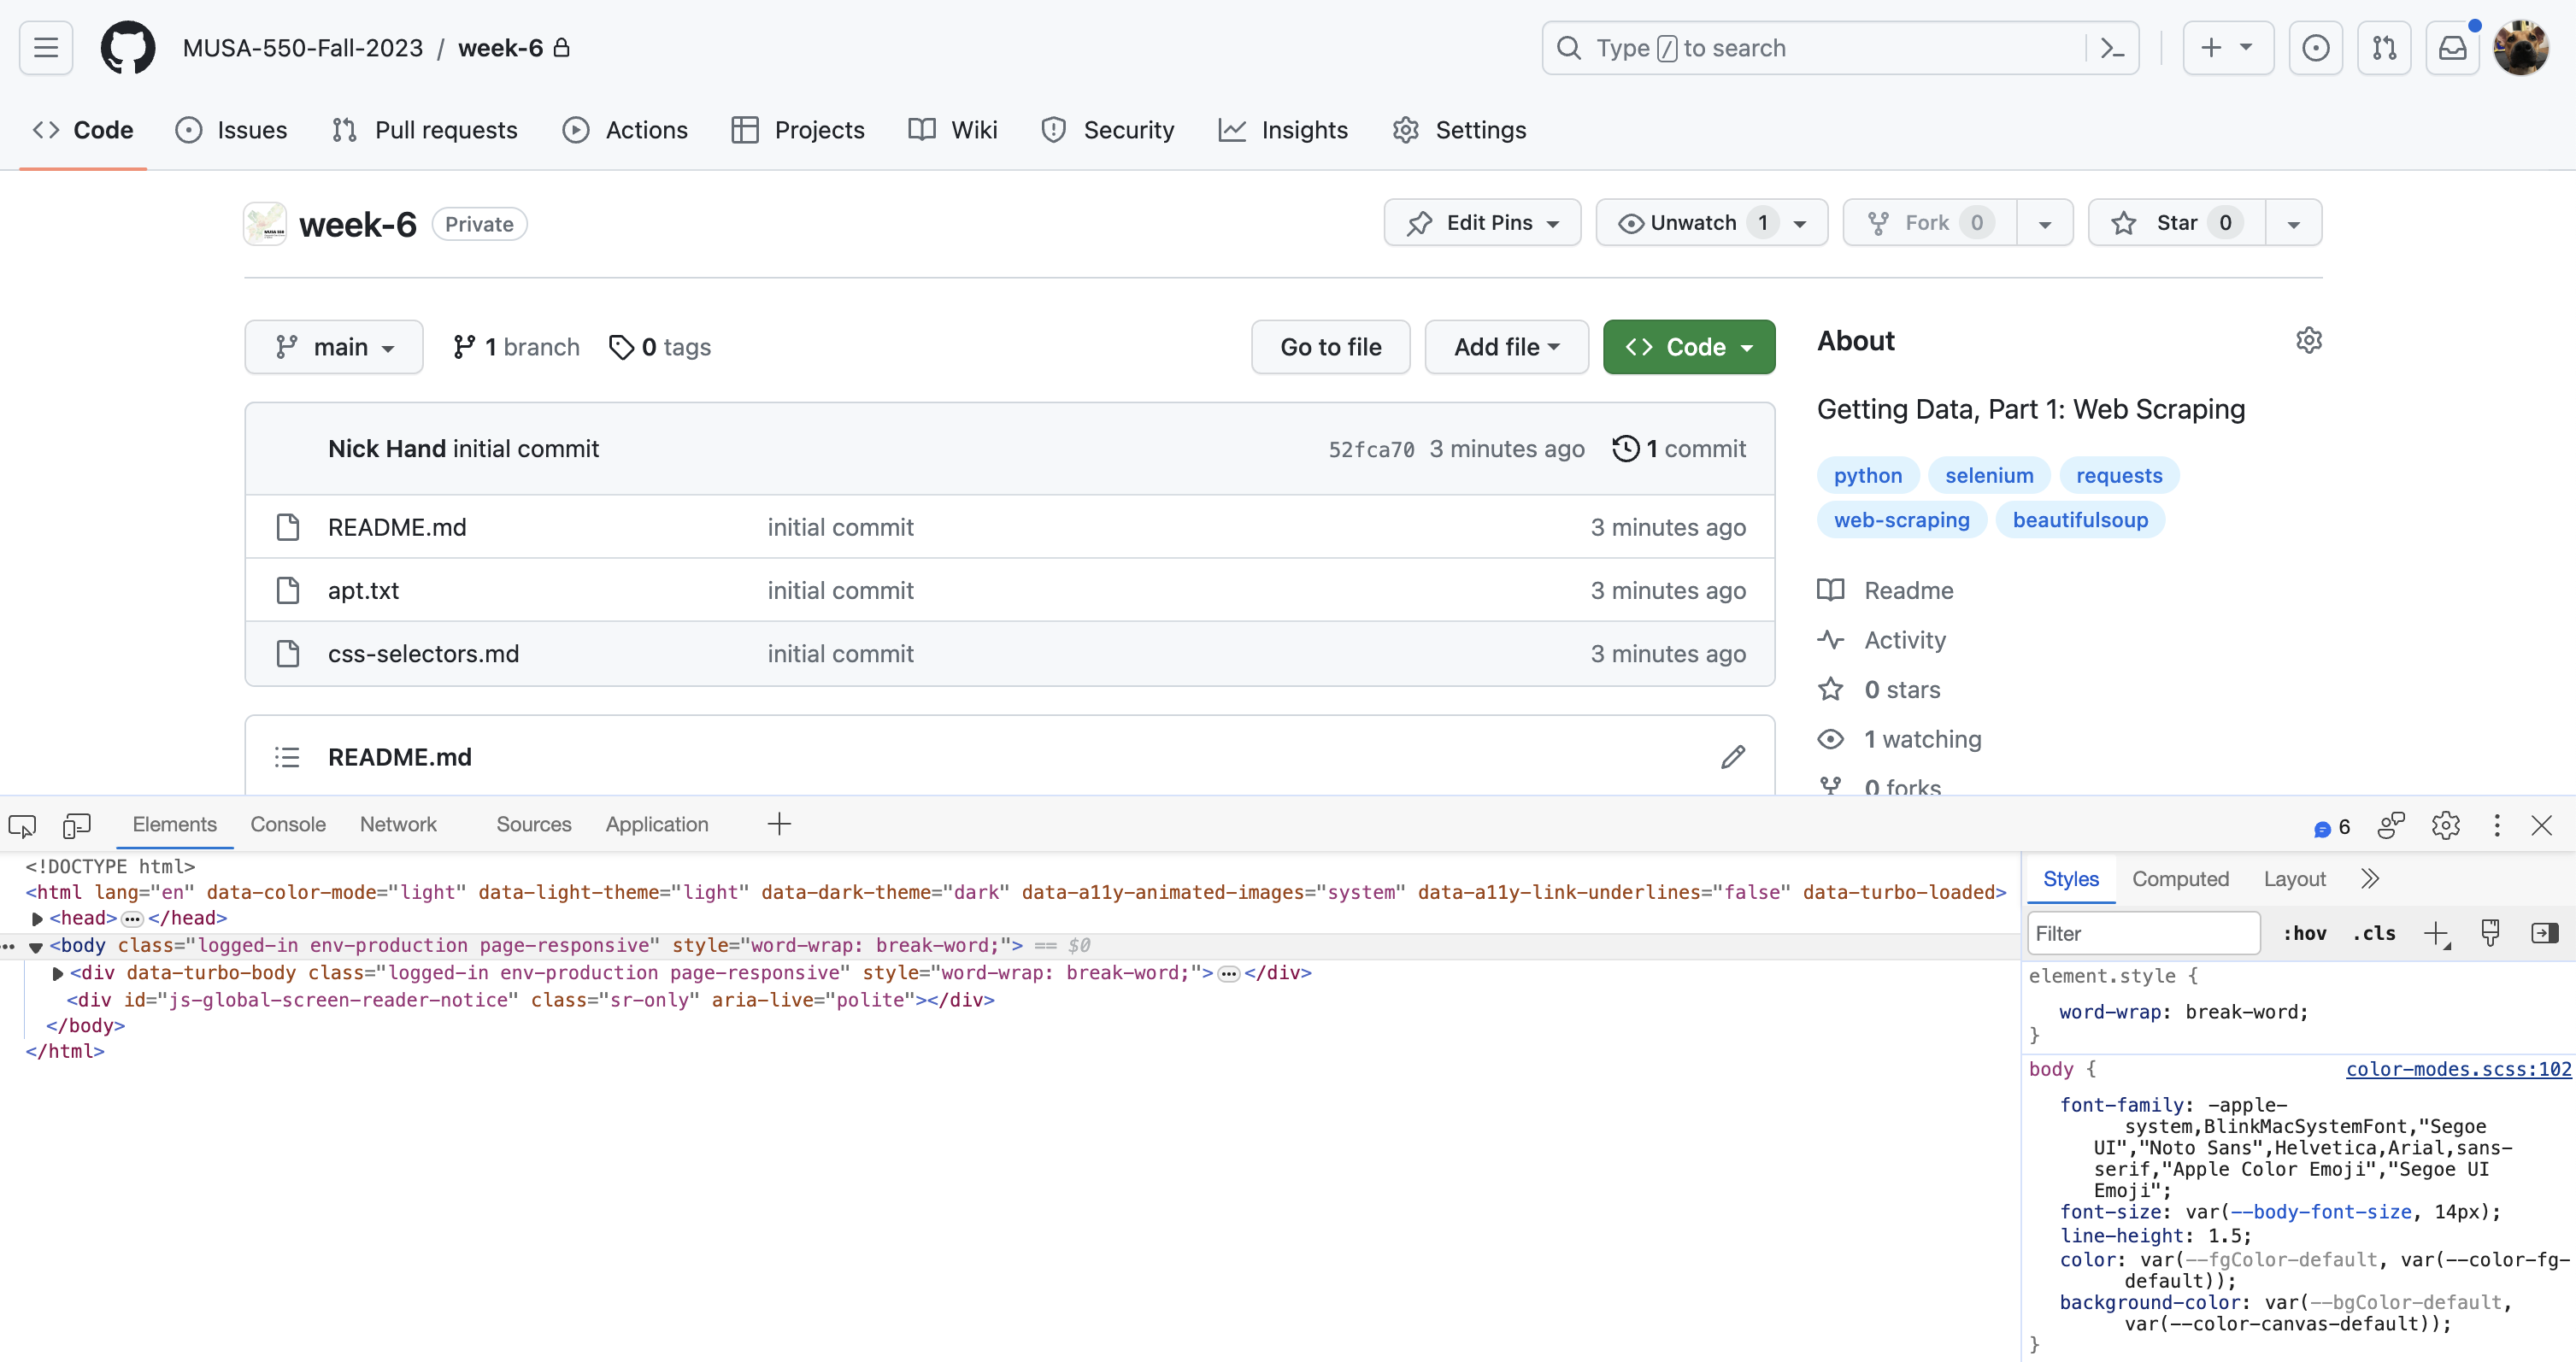 MUSA-550-Fall-2023 / week-6
Type / to search
Code Issues Pull requests Actions Projects Wiki Security Insights Settings
week-6 Private
Edit Pins Unwatch 1 Fork 0 Star 0
main 1 branch 0 tags
Go to file Add file Code
Nick Hand initial commit 52fca70 3 minutes ago 1 commit
README.md initial commit 3 minutes ago
apt.txt initial commit 3 minutes ago
css-selectors.md initial commit 3 minutes ago
README.md
About
Getting Data, Part 1: Web Scraping
python selenium requests
web-scraping beautifulsoup
Readme
Activity
0 stars
1 watching
0 forks
Elements Console Network Sources Application
6
<!DOCTYPE html>
<html lang="en" data-color-mode="light" data-light-theme="light" data-dark-theme="dark" data-a11y-animated-images="system" data-a11y-link-underlines="false" data-turbo-loaded>
<head>…</head>
<body class="logged-in env-production page-responsive" style="word-wrap: break-word;"> == $0
<div data-turbo-body class="logged-in env-production page-responsive" style="word-wrap: break-word;">…</div>
<div id="js-global-screen-reader-notice" class="sr-only" aria-live="polite"></div>
</body>
</html>
Styles Computed Layout
Filter :hov .cls
element.style {
word-wrap: break-word;
}
body { color-modes.scss:102
font-family: -apple-
system,BlinkMacSystemFont,"Segoe
UI","Noto Sans",Helvetica,Arial,sans-
serif,"Apple Color Emoji","Segoe UI
Emoji";
font-size: var(--body-font-size, 14px);
line-height: 1.5;
color: var(--fgColor-default, var(--color-fg-
default));
background-color: var(--bgColor-default,
var(--color-canvas-default));
}